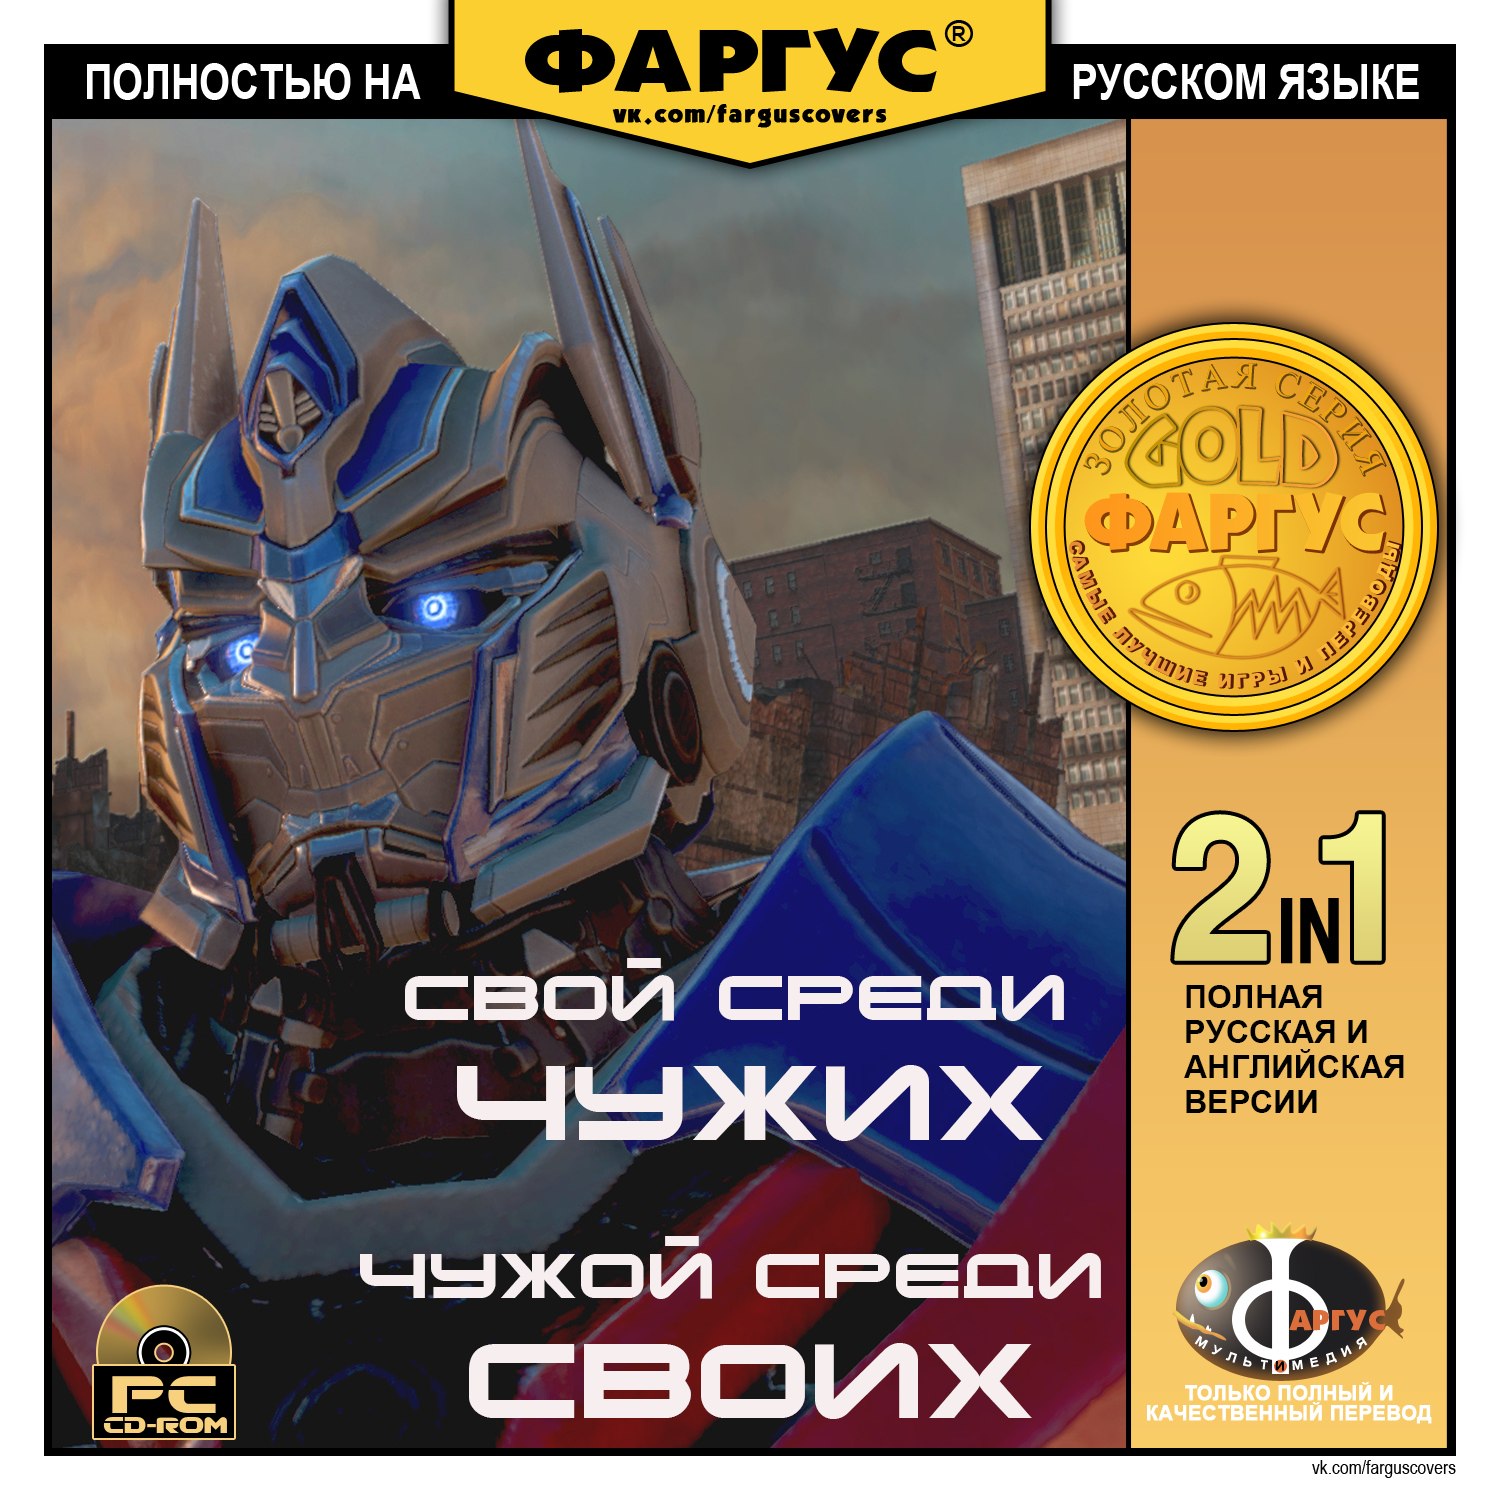 ФАРГУС®
vk.com/farguscovers
ПОЛНОСТЬЮ НА РУССКОМ ЯЗЫКЕ
ЗОЛОТАЯ СЕРИЯ
GOLD
ФАРГУС
САМЫЕ ЛУЧШИЕ ИГРЫ И ПЕРЕВОДЫ
2IN1
ПОЛНАЯ
РУССКАЯ И
АНГЛИЙСКАЯ
ВЕРСИИ
СВОЙ СРЕДИ
ЧУЖИХ
ЧУЖОЙ СРЕДИ
СВОИХ
PC
CD-ROM
ФАРГУС
МУЛЬТИМЕДИЯ
ТОЛЬКО ПОЛНЫЙ И
КАЧЕСТВЕННЫЙ ПЕРЕВОД
vk.com/farguscovers